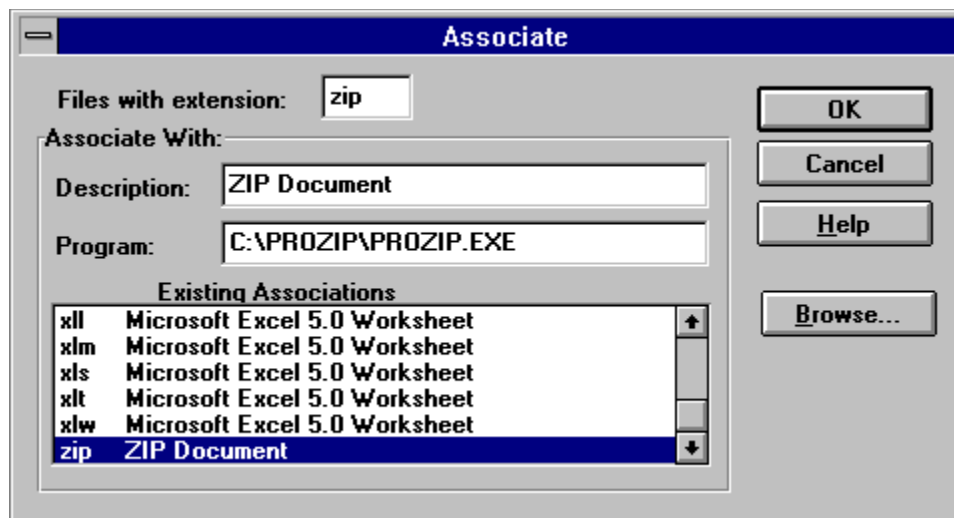 Associate
Files with extension: zip
OK
Associate With:
Cancel
Description: ZIP Document
Help
Program: C:\PROZIP\PROZIP.EXE
Existing Associations
Browse...
xll Microsoft Excel 5.0 Worksheet
xlm Microsoft Excel 5.0 Worksheet
xls Microsoft Excel 5.0 Worksheet
xlt Microsoft Excel 5.0 Worksheet
xlw Microsoft Excel 5.0 Worksheet
zip ZIP Document